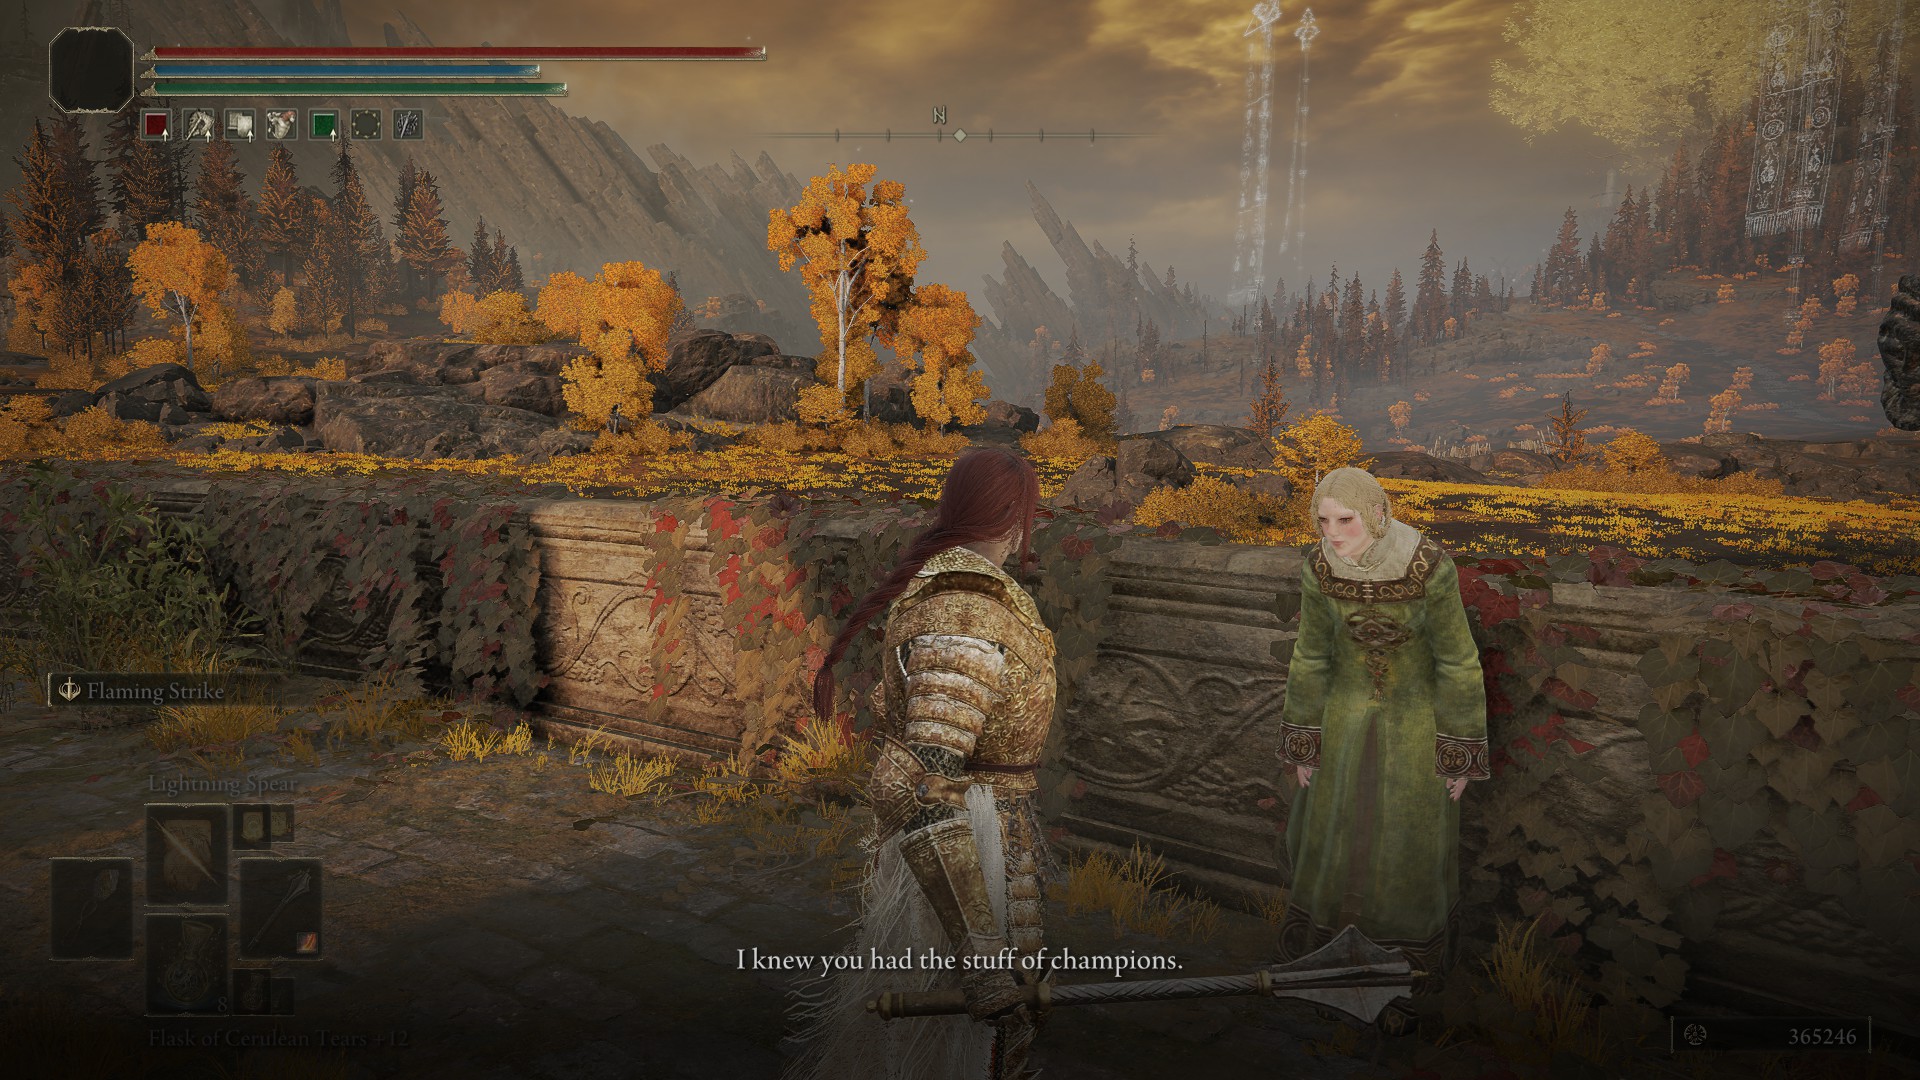 N
Flaming Strike
Lightning Spear
8
Flask of Cerulean Tears +12
I knew you had the stuff of champions.
365246